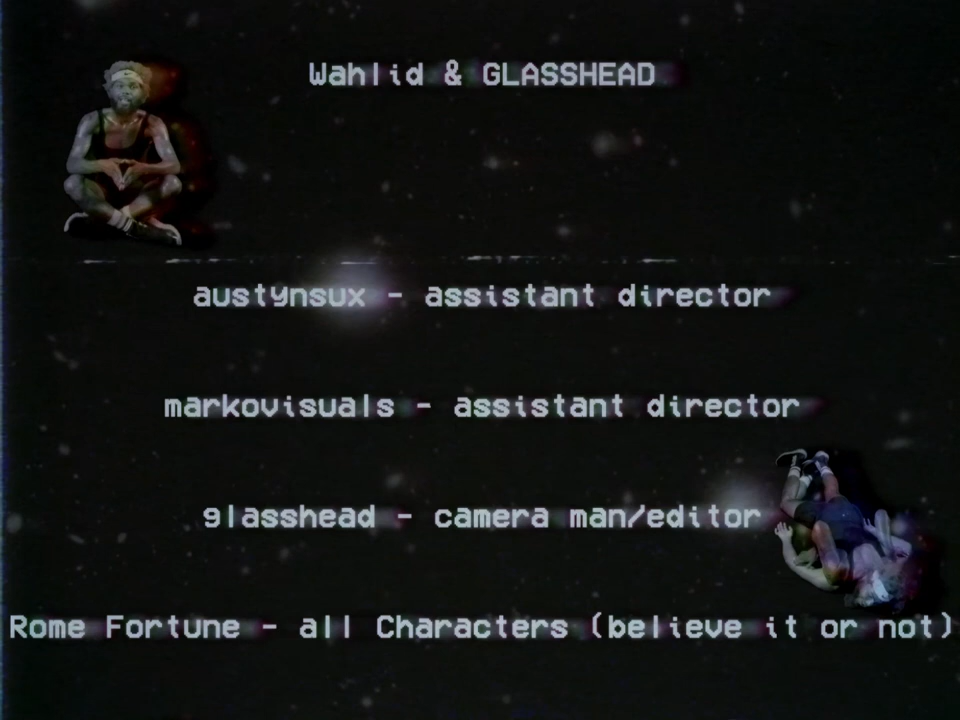 Wahlid & GLASSHEAD
austynsux - assistant director
markovisuals - assistant director
glasshead - camera man/editor
Rome Fortune - all Characters (believe it or not)